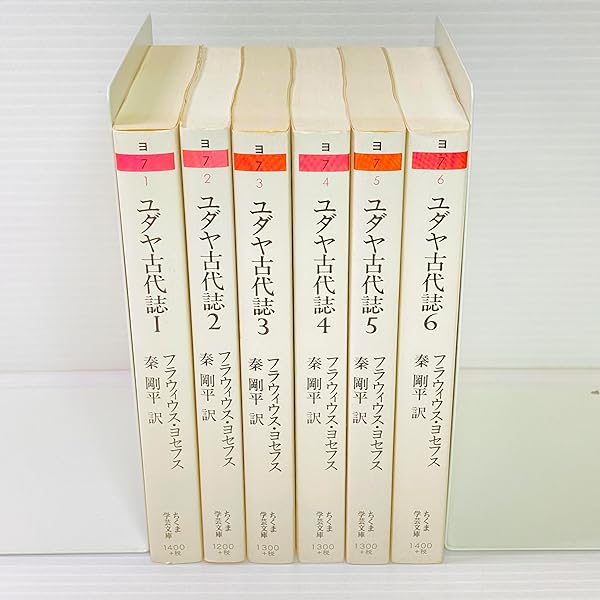 ヨ
7
1
ユダヤ古代誌1
フラウィウス・ヨセフス
秦 剛平 訳
ちくま
学芸文庫
1400
+税
ヨ
7
2
ユダヤ古代誌2
フラウィウス・ヨセフス
秦 剛平 訳
ちくま
学芸文庫
1200
+税
ヨ
7
3
ユダヤ古代誌3
フラウィウス・ヨセフス
秦 剛平 訳
ちくま
学芸文庫
1300
+税
ヨ
7
4
ユダヤ古代誌4
フラウィウス・ヨセフス
秦 剛平 訳
ちくま
学芸文庫
1300
+税
ヨ
7
5
ユダヤ古代誌5
フラウィウス・ヨセフス
秦 剛平 訳
ちくま
学芸文庫
1300
+税
ヨ
7
6
ユダヤ古代誌6
フラウィウス・ヨセフス
秦 剛平 訳
ちくま
学芸文庫
1400
+税